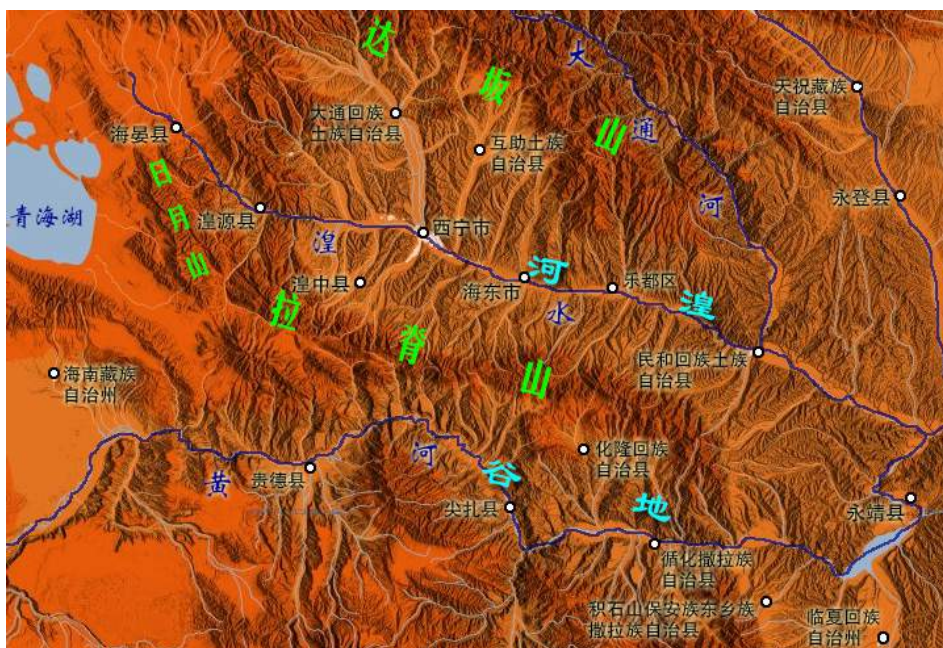 达坂山
大通河
天祝藏族
自治县
大通回族
土族自治县
海晏县
互助土族
自治县
日月山
永登县
青海湖
湟源县
湟水
西宁市
湟中县
海东市
河湟谷地
乐都区
拉脊山
民和回族土族
自治县
海南藏族
自治州
化隆回族
自治县
黄河
贵德县
尖扎县
永靖县
循化撒拉族
自治县
积石山保安族东乡族
撒拉族自治县
临夏回族
自治州